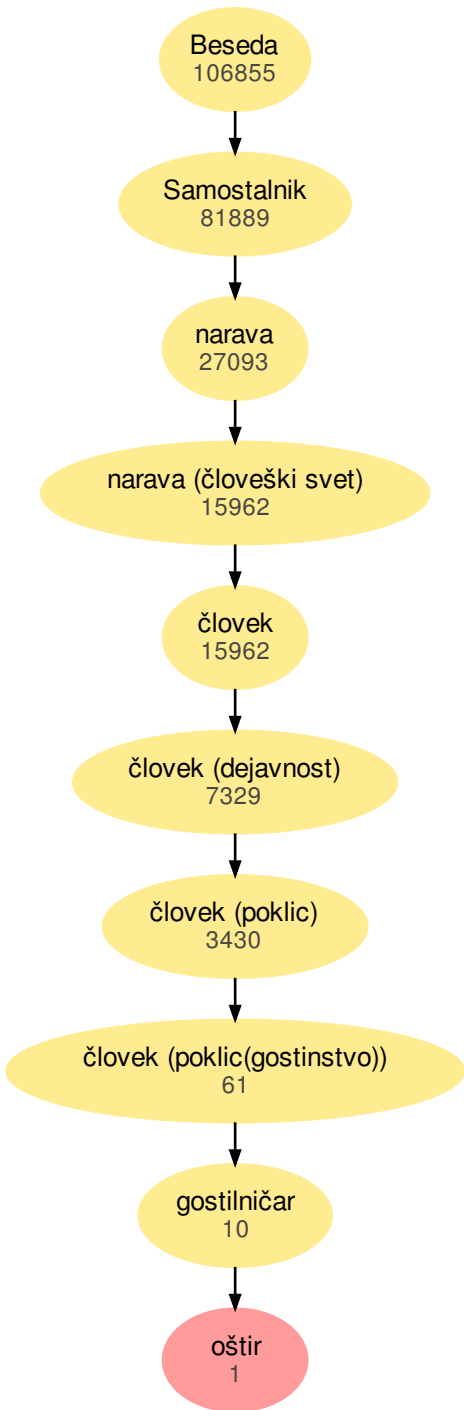 Beseda
106855
Samostalnik
81889
narava
27093
narava (človeški svet)
15962
človek
15962
človek (dejavnost)
7329
človek (poklic)
3430
človek (poklic(gostinstvo))
61
gostilničar
10
oštir
1